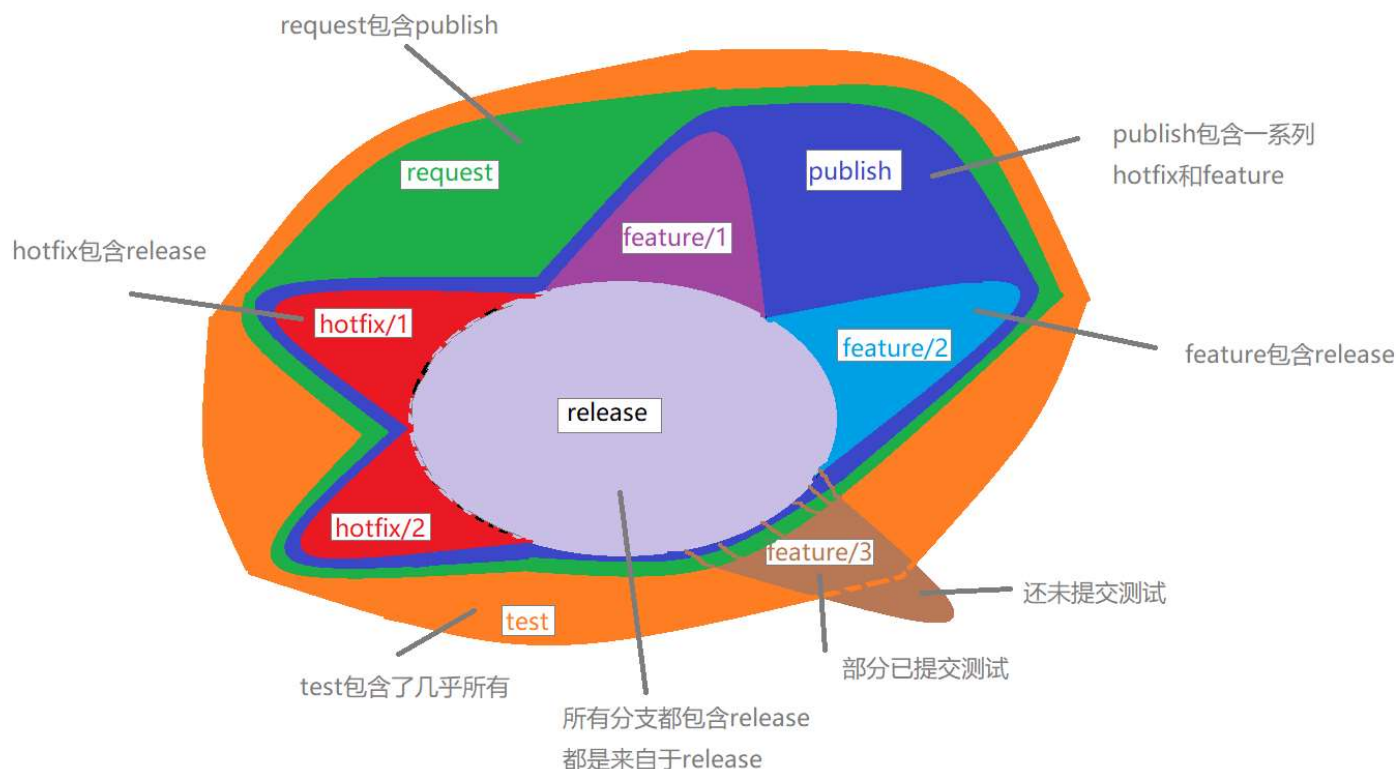 request包含publish
publish包含一系列
hotfix和feature
request
publish
feature/1
hotfix包含release
hotfix/1
feature/2
feature包含release
release
hotfix/2
feature/3
还未提交测试
test
部分已提交测试
test包含了几乎所有
所有分支都包含release
都是来自于release